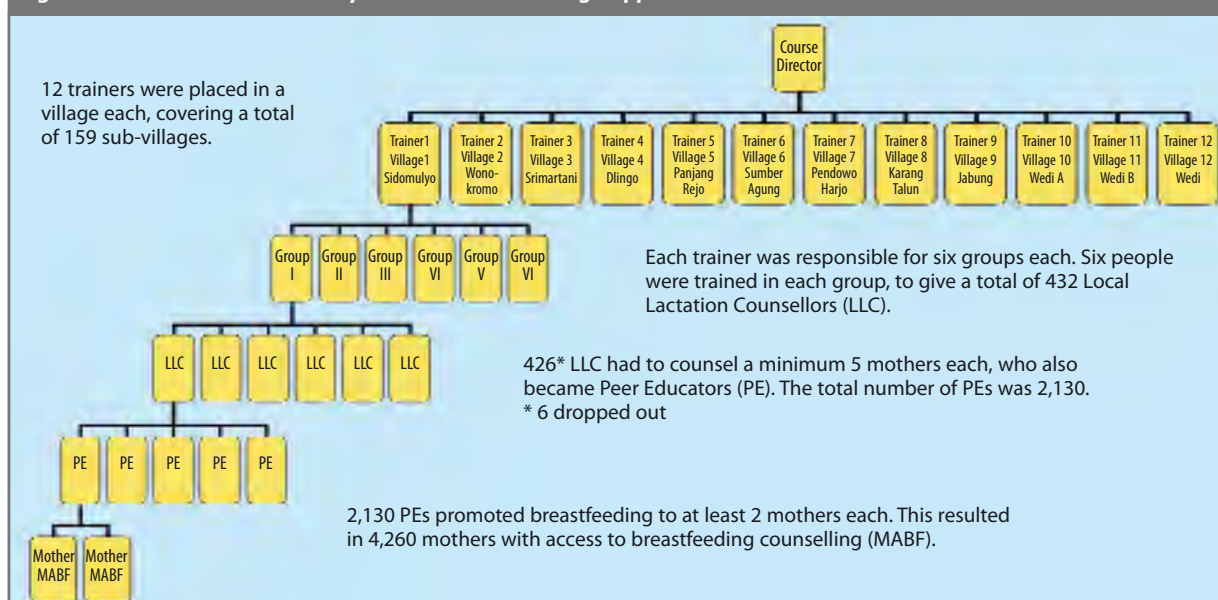 12 trainers were placed in a
village each, covering a total
of 159 sub-villages.
Course
Director
Trainer1
Village1
Sidomulyo
Trainer 2
Village 2
Wono-
kromo
Trainer 3
Village 3
Srimartani
Trainer 4
Village 4
Dlingo
Trainer 5
Village 5
Panjang
Rejo
Trainer 6
Village 6
Sumber
Agung
Trainer 7
Village 7
Pendowo
Harjo
Trainer 8
Village 8
Karang
Talun
Trainer 9
Village 9
Jabung
Trainer 10
Village 10
Wedi A
Trainer 11
Village 11
Wedi B
Trainer 12
Village 12
Wedi
Group
I
Group
II
Group
III
Group
VI
Group
V
Group
VI
Each trainer was responsible for six groups each. Six people
were trained in each group, to give a total of 432 Local
Lactation Counsellors (LLC).
LLC
LLC
LLC
LLC
LLC
LLC
426* LLC had to counsel a minimum 5 mothers each, who also
became Peer Educators (PE). The total number of PEs was 2,130.
* 6 dropped out
PE
PE
PE
PE
PE
2,130 PEs promoted breastfeeding to at least 2 mothers each. This resulted
in 4,260 mothers with access to breastfeeding counselling (MABF).
Mother
MABF
Mother
MABF